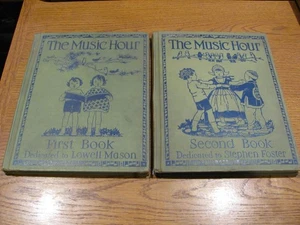 The Music Hour
First Book
Dedicated to Lowell Mason
The Music Hour
Second Book
Dedicated to Stephen Foster